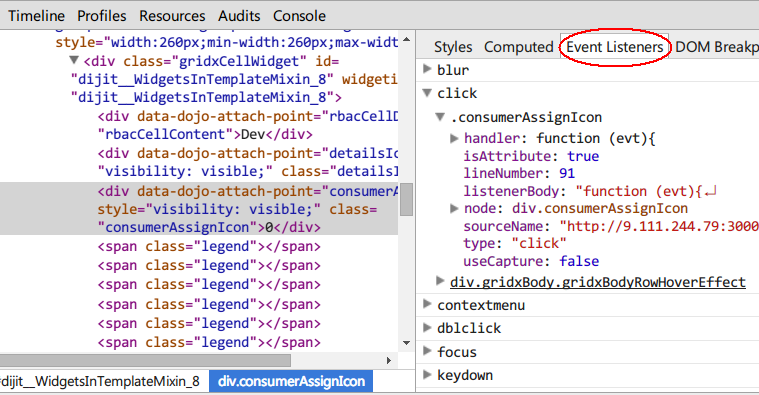 Timeline Profiles Resources Audits Console
style="width:260px;min-width:260px;max-wi
<div class="gridxCellWidget" id=
"dijit__WidgetsInTemplateMixin_8" widgeti
"dijit__WidgetsInTemplateMixin_8">
<div data-dojo-attach-point="rbacCellD
"rbacCellContent">Dev</div>
<div data-dojo-attach-point="detailsIc
"visibility: visible;" class="detailsI
<div data-dojo-attach-point="consumerA
style="visibility: visible;" class=
"consumerAssignIcon">0</div>
<span class="legend"></span>
<span class="legend"></span>
<span class="legend"></span>
<span class="legend"></span>
<span class="legend"></span>
<span class="legend"></span>
#dijit__WidgetsInTemplateMixin_8 div.consumerAssignIcon
Styles Computed Event Listeners DOM Breakp
blur
click
.consumerAssignIcon
handler: function (evt){
isAttribute: true
lineNumber: 91
listenerBody: "function (evt){↵
node: div.consumerAssignIcon
sourceName: "http://9.111.244.79:3000
type: "click"
useCapture: false
div.gridxBody.gridxBodyRowHoverEffect
contextmenu
dblclick
focus
keydown